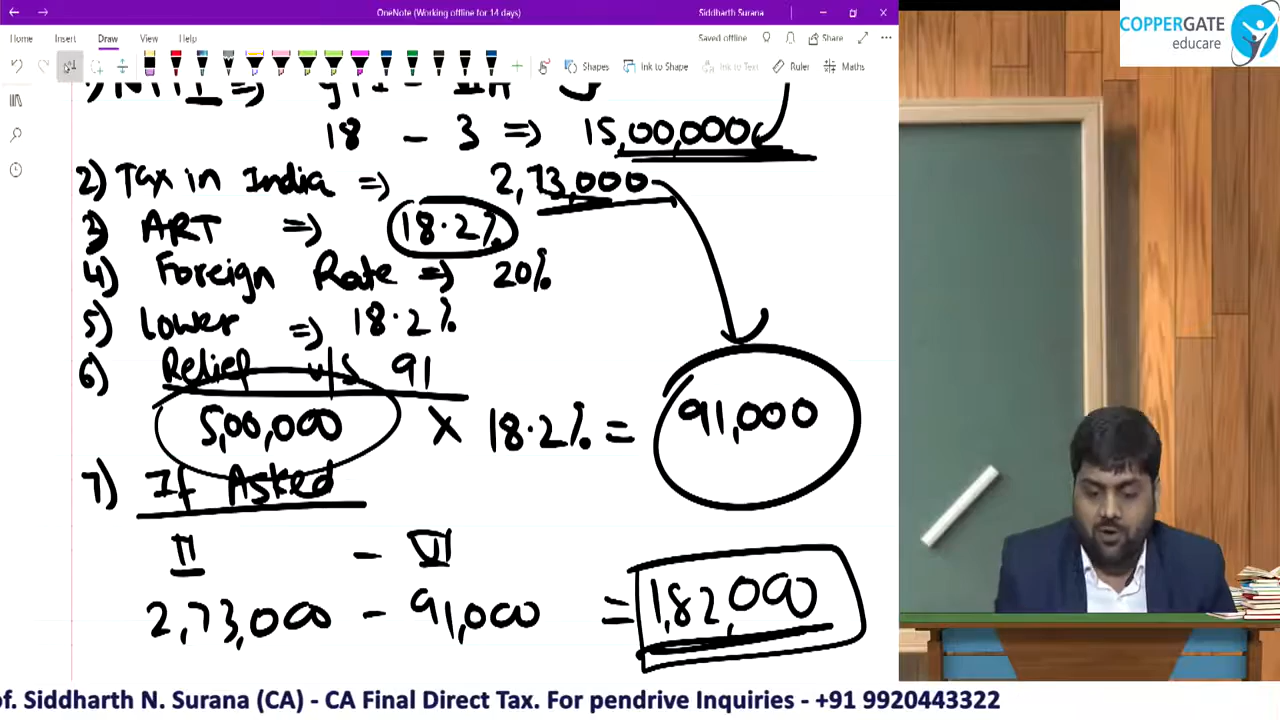 OneNote (Working offline for 14 days)
Siddharth Surana
COPPERGATE
educare
Home Insert Draw View Help
Saved offline
Share
Shapes
Ink to Shape
Ink to Text
Ruler
Maths
18 - 3 => 15,00,000
2) Tax in India => 2,73,000
3) ART => 18.2%
4) Foreign Rate => 20%
5) Lower => 18.2%
6) Relief u/s 91
5,00,000 x 18.2% = 91,000
7) If Asked
II - VI
2,73,000 - 91,000 = 1,82,000
of. Siddharth N. Surana (CA) - CA Final Direct Tax. For pendrive Inquiries - +91 9920443322